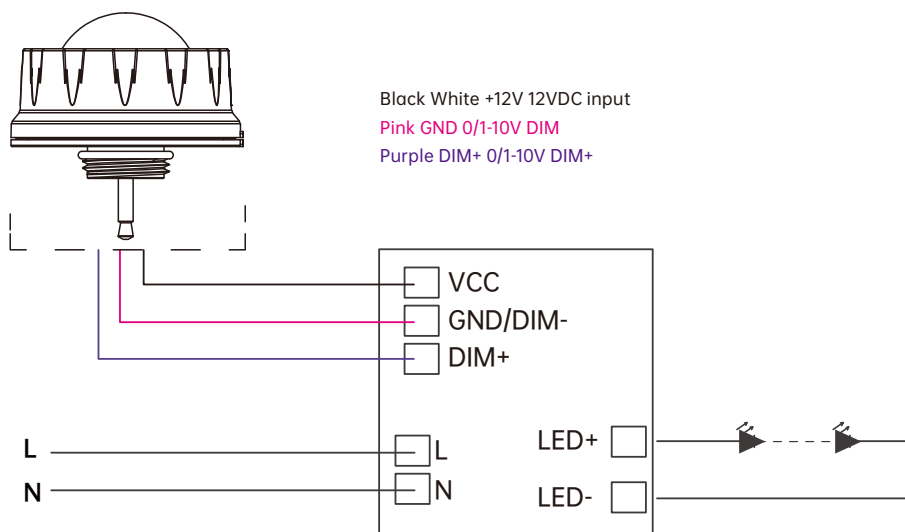 Black White +12V 12VDC input
Pink GND 0/1-10V DIM
Purple DIM+ 0/1-10V DIM+
VCC
GND/DIM-
DIM+
L
L
LED+
N
N
LED-